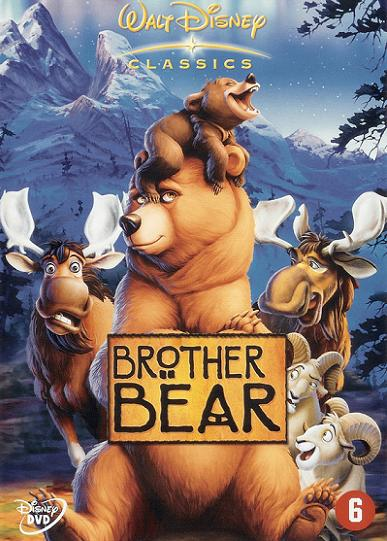 WALT DISNEY
CLASSICS
BROTHER
BEAR
DISNEY
DVD
6